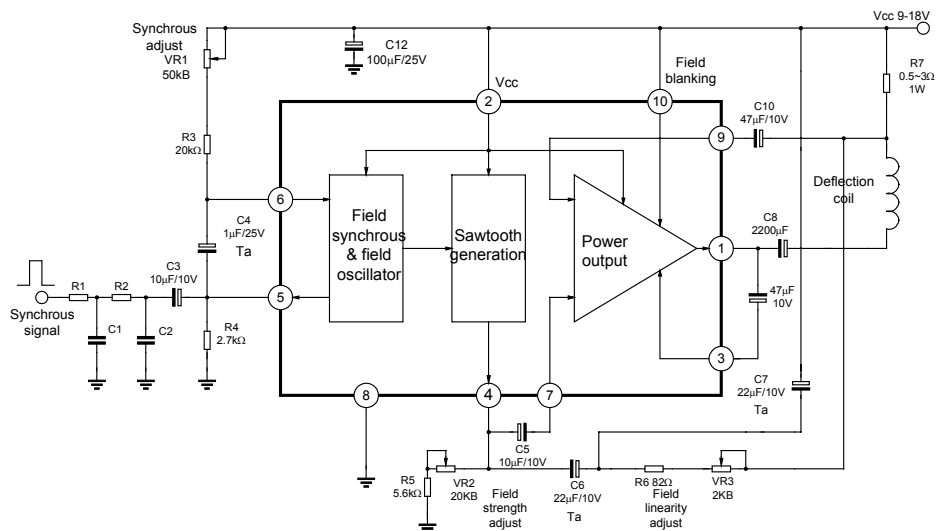 Vcc 9-18V
Synchrous
adjust
VR1
50kB
C12
100μF/25V
Vcc
Field
blanking
R7
0.5~3Ω
1W
2
10
C10
47μF/10V
9
R3
20kΩ
Deflection
coil
6
C4
1μF/25V
Ta
Field
synchrous
& field
oscillator
Sawtooth
generation
Power
output
C8
2200μF
1
C3
10μF/10V
R1
R2
5
47μF
10V
Synchrous
signal
C1
C2
R4
2.7kΩ
3
C7
22μF/10V
Ta
8
4
7
C5
10μF/10V
R5
5.6kΩ
VR2
20KB
Field
strength
adjust
C6
22μF/10V
Ta
R6 82Ω
Field
linearity
adjust
VR3
2KB